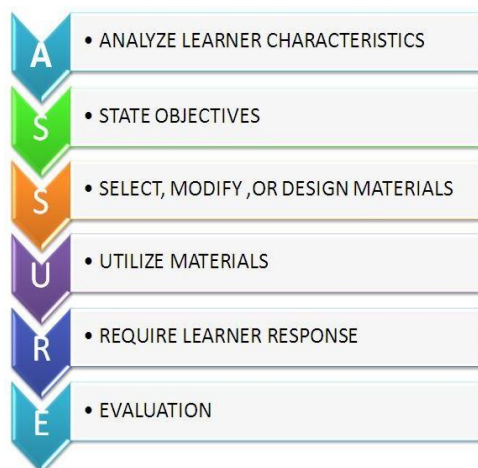 A
• ANALYZE LEARNER CHARACTERISTICS
S
• STATE OBJECTIVES
S
• SELECT, MODIFY ,OR DESIGN MATERIALS
U
• UTILIZE MATERIALS
R
• REQUIRE LEARNER RESPONSE
E
• EVALUATION